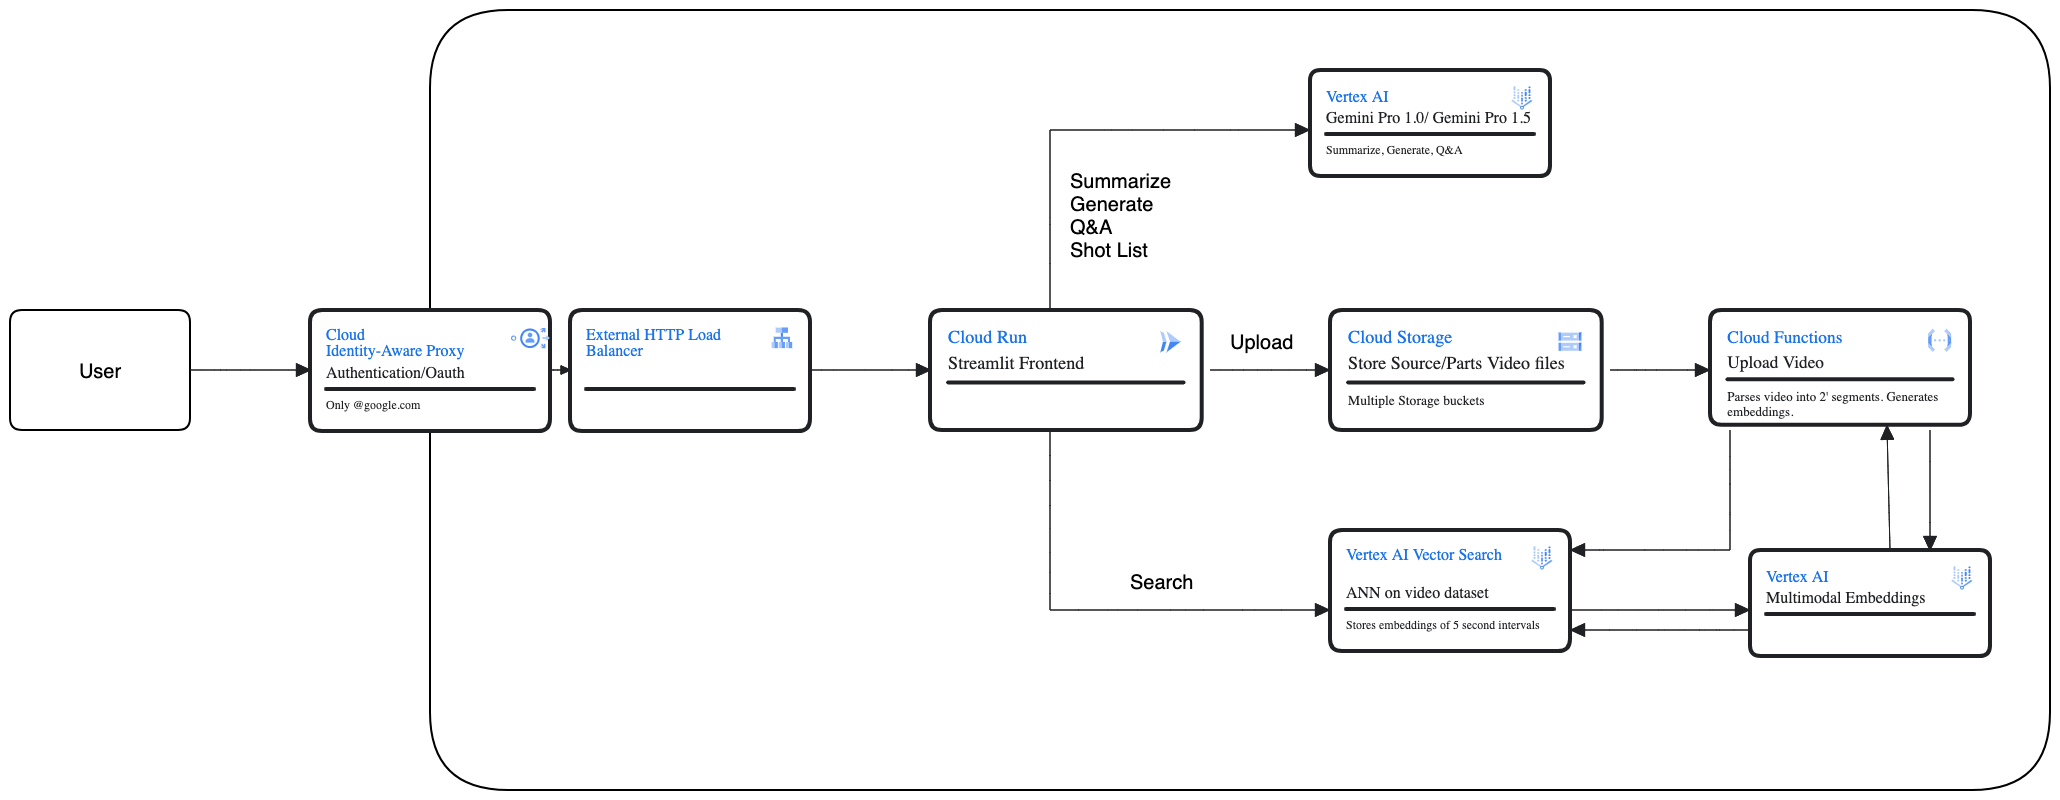 User
Cloud
Identity-Aware Proxy
Authentication/Oauth
Only @google.com
External HTTP Load
Balancer
Cloud Run
Streamlit Frontend
Summarize
Generate
Q&A
Shot List
Vertex AI
Gemini Pro 1.0/ Gemini Pro 1.5
Summarize, Generate, Q&A
Upload
Cloud Storage
Store Source/Parts Video files
Multiple Storage buckets
Cloud Functions
Upload Video
Parses video into 2' segments. Generates
embeddings.
Search
Vertex AI Vector Search
ANN on video dataset
Stores embeddings of 5 second intervals
Vertex AI
Multimodal Embeddings